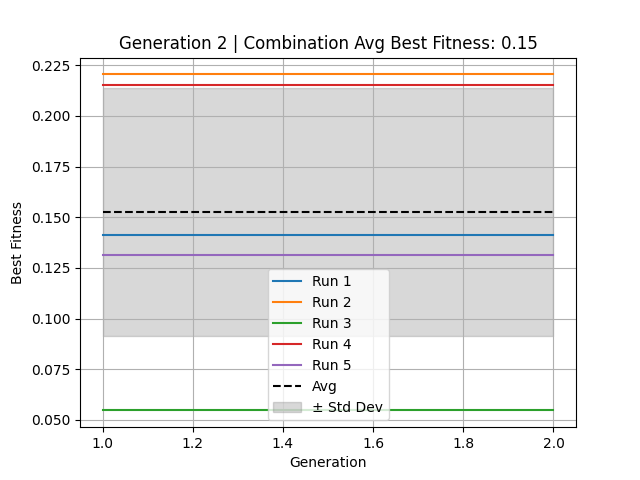 Generation 2 | Combination Avg Best Fitness: 0.15
0.225
0.200
0.175
0.150
0.125
0.100
0.075
0.050
Best Fitness
Run 1
Run 2
Run 3
Run 4
Run 5
Avg
± Std Dev
1.0 1.2 1.4 1.6 1.8 2.0
Generation